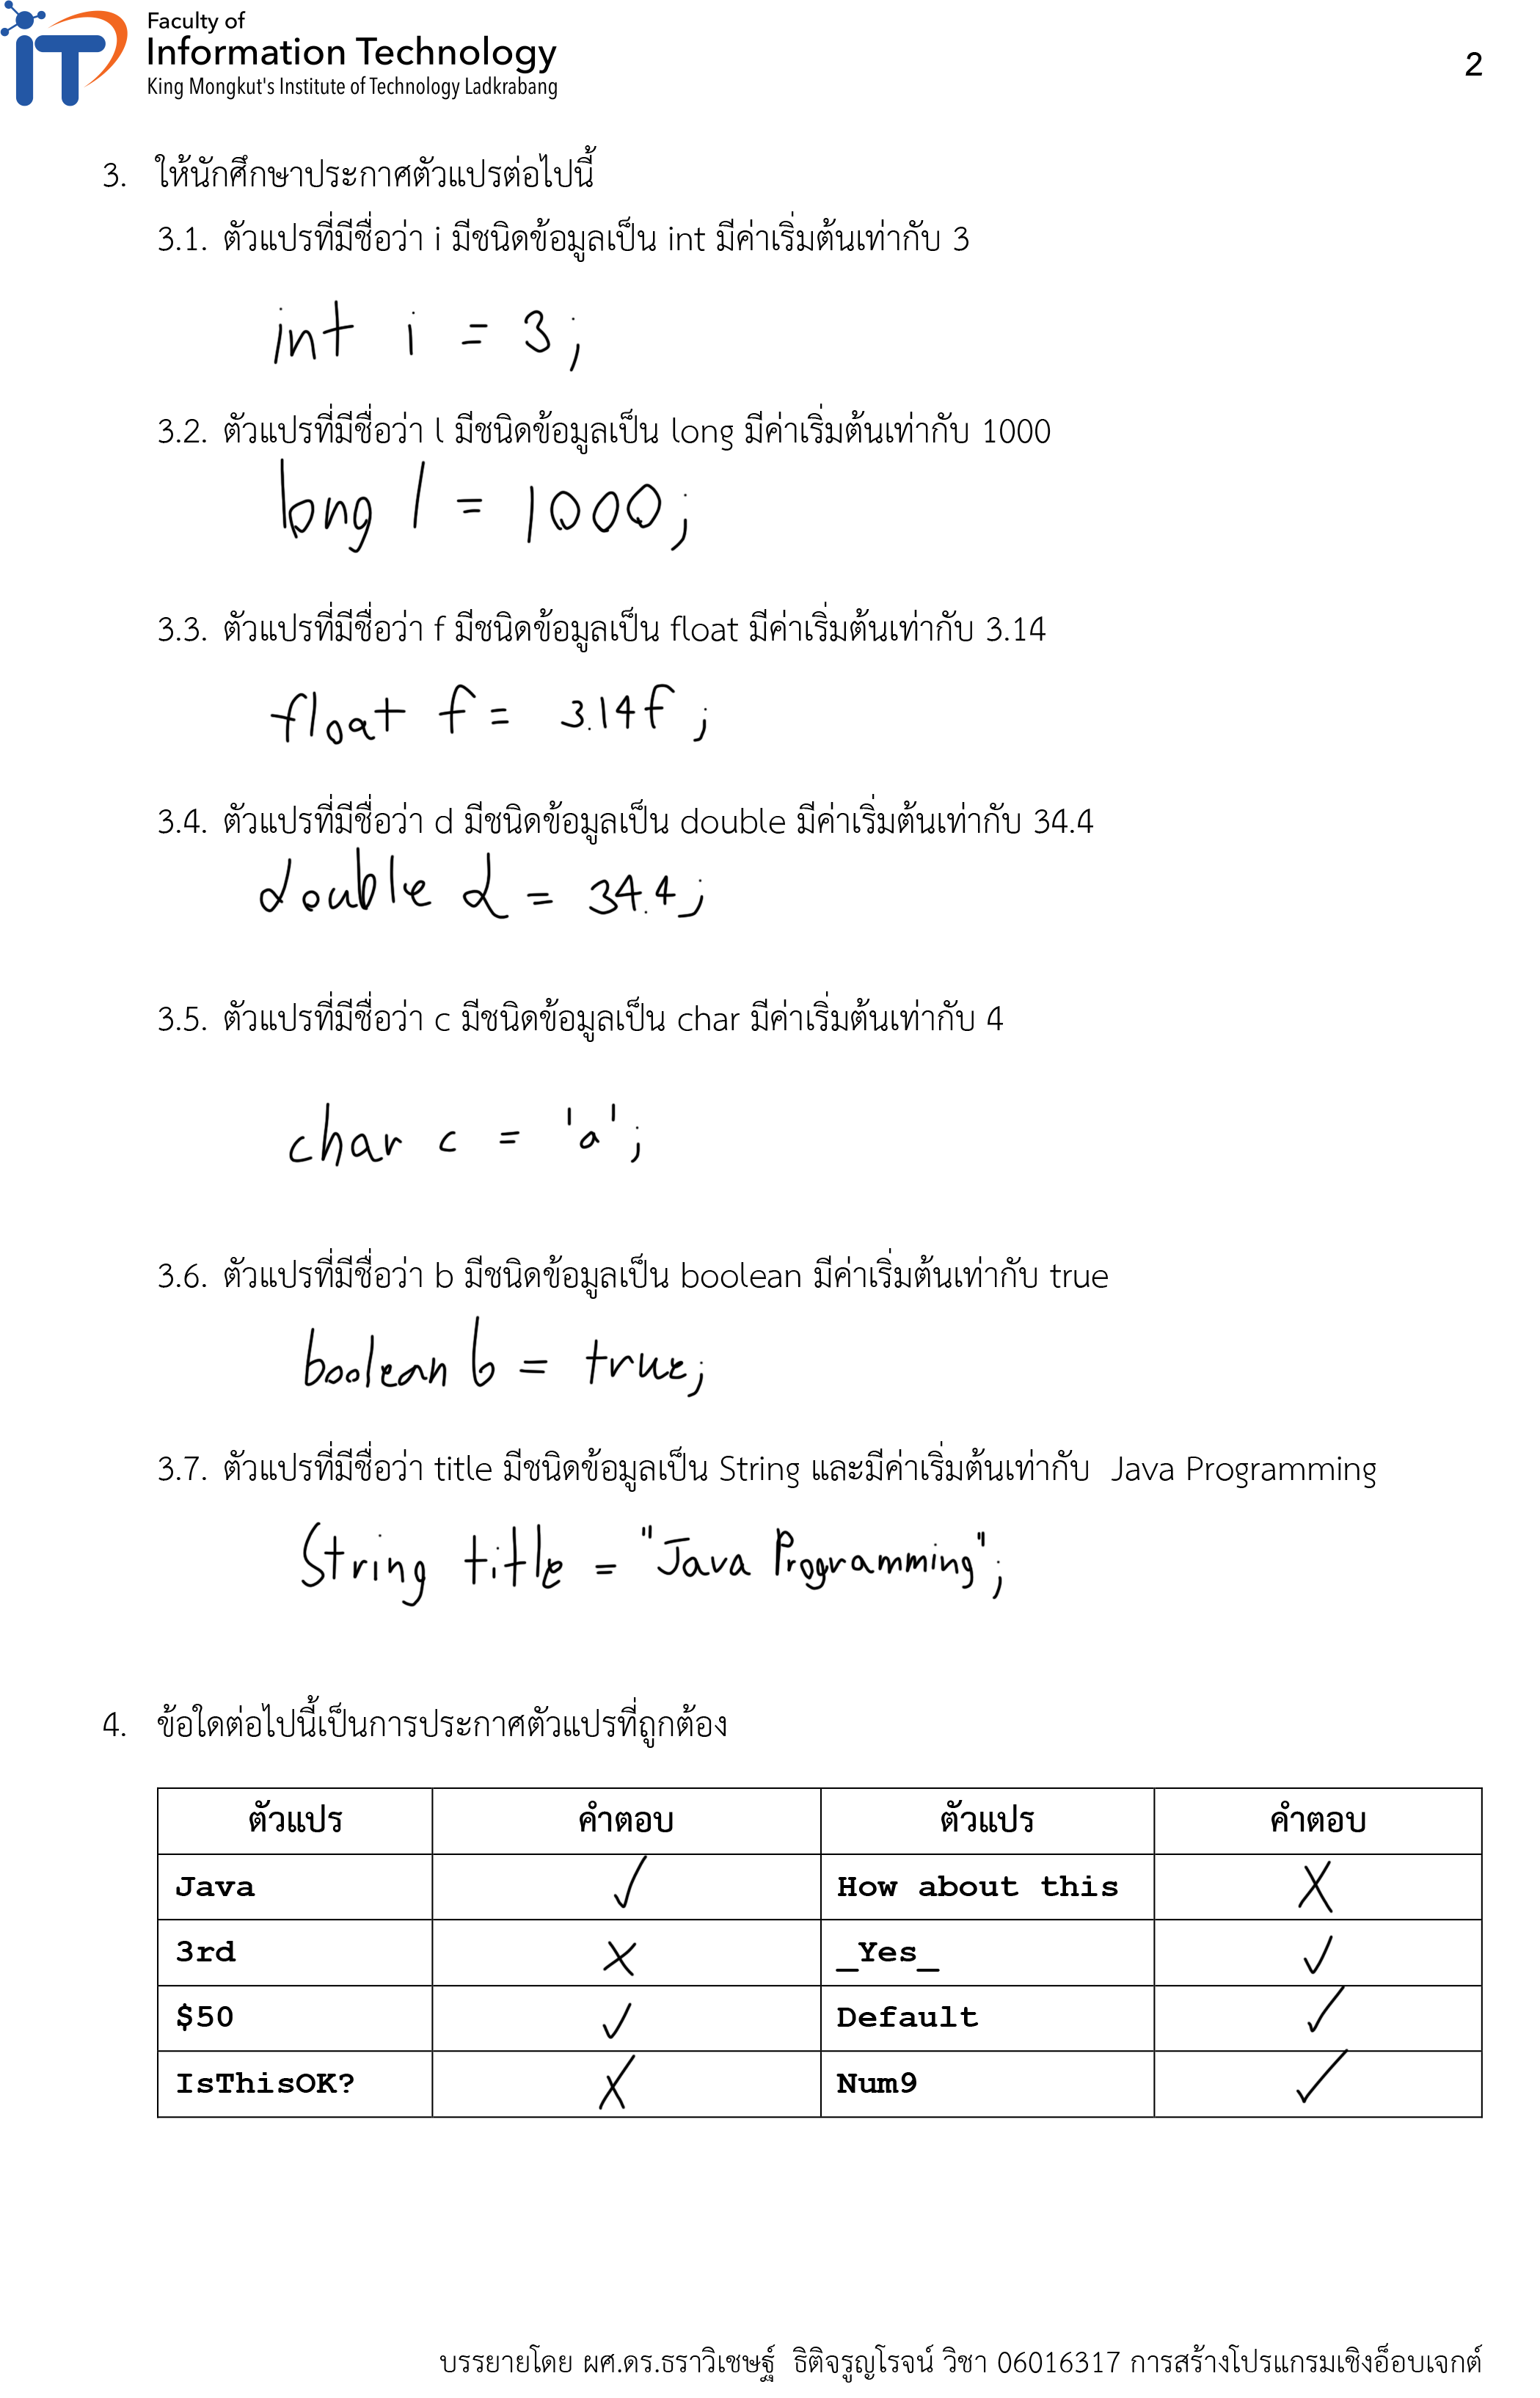 iT
Faculty of
Information Technology
King Mongkut's Institute of Technology Ladkrabang
2
3. ให้นักศึกษาประกาศตัวแปรต่อไปนี้
3.1. ตัวแปรที่มีชื่อว่า i มีชนิดข้อมูลเป็น int มีค่าเริ่มต้นเท่ากับ 3
int i = 3;
3.2. ตัวแปรที่มีชื่อว่า l มีชนิดข้อมูลเป็น long มีค่าเริ่มต้นเท่ากับ 1000
long l = 1000;
3.3. ตัวแปรที่มีชื่อว่า f มีชนิดข้อมูลเป็น float มีค่าเริ่มต้นเท่ากับ 3.14
float f = 3.14f;
3.4. ตัวแปรที่มีชื่อว่า d มีชนิดข้อมูลเป็น double มีค่าเริ่มต้นเท่ากับ 34.4
double d = 34.4;
3.5. ตัวแปรที่มีชื่อว่า c มีชนิดข้อมูลเป็น char มีค่าเริ่มต้นเท่ากับ 4
char c = 'a';
3.6. ตัวแปรที่มีชื่อว่า b มีชนิดข้อมูลเป็น boolean มีค่าเริ่มต้นเท่ากับ true
boolean b = true;
3.7. ตัวแปรที่มีชื่อว่า title มีชนิดข้อมูลเป็น String และมีค่าเริ่มต้นเท่ากับ Java Programming
String title = "Java Programming";
4. ข้อใดต่อไปนี้เป็นการประกาศตัวแปรที่ถูกต้อง
ตัวแปร คำตอบ ตัวแปร คำตอบ
Java ✓ How about this X
3rd X _Yes_ ✓
$50 ✓ Default ✓
IsThisOK? X Num9 ✓
บรรยายโดย ผศ.ดร.ธราวิเชษฐ์ ธิติจรูญโรจน์ วิชา 06016317 การสร้างโปรแกรมเชิงอ็อบเจกต์